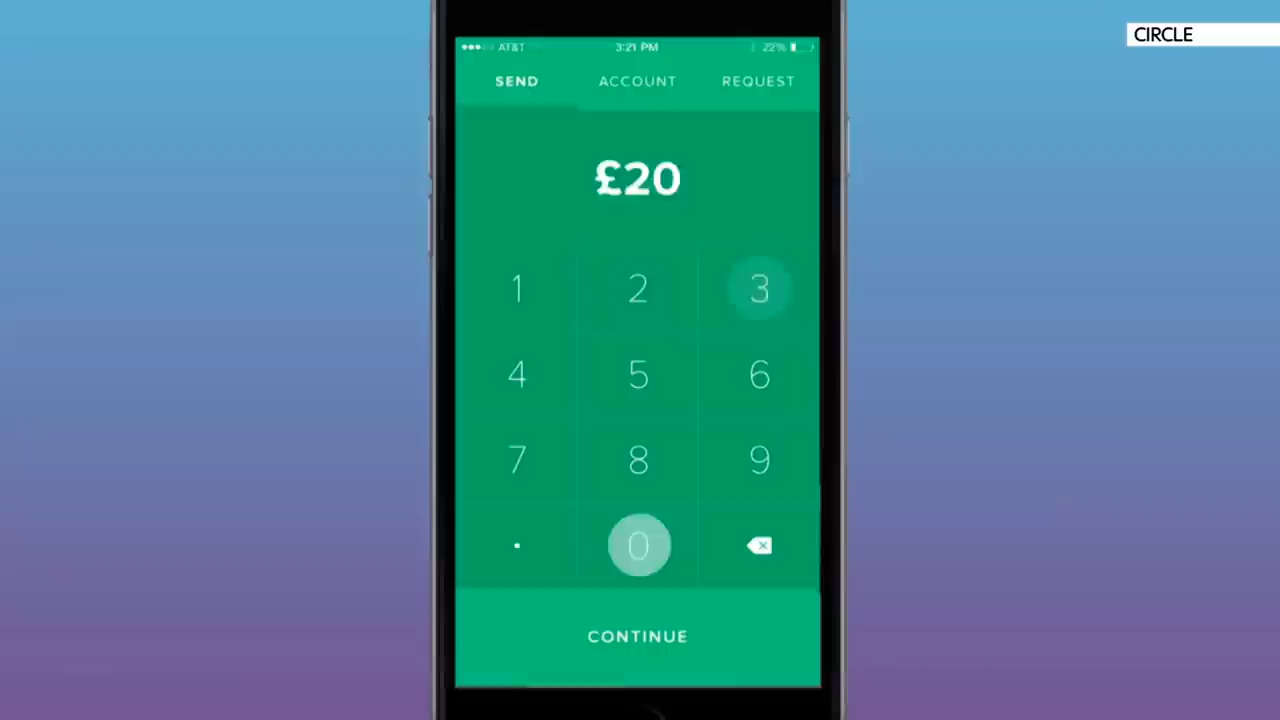 CIRCLE
AT&T 3:21 PM 22%
SEND ACCOUNT REQUEST
£20
1 2 3
4 5 6
7 8 9
. 0
CONTINUE